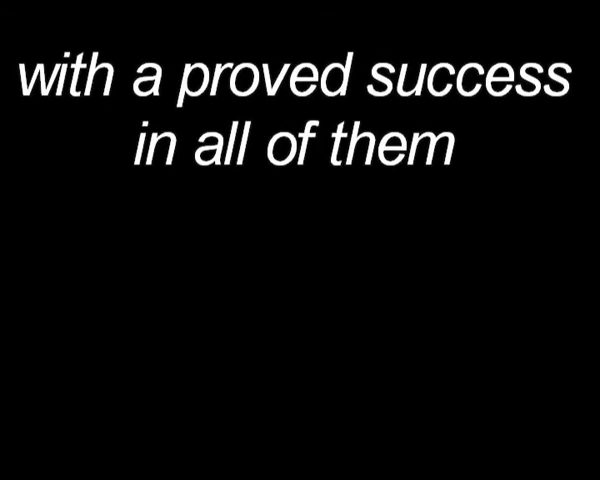 with a proved success
in all of them